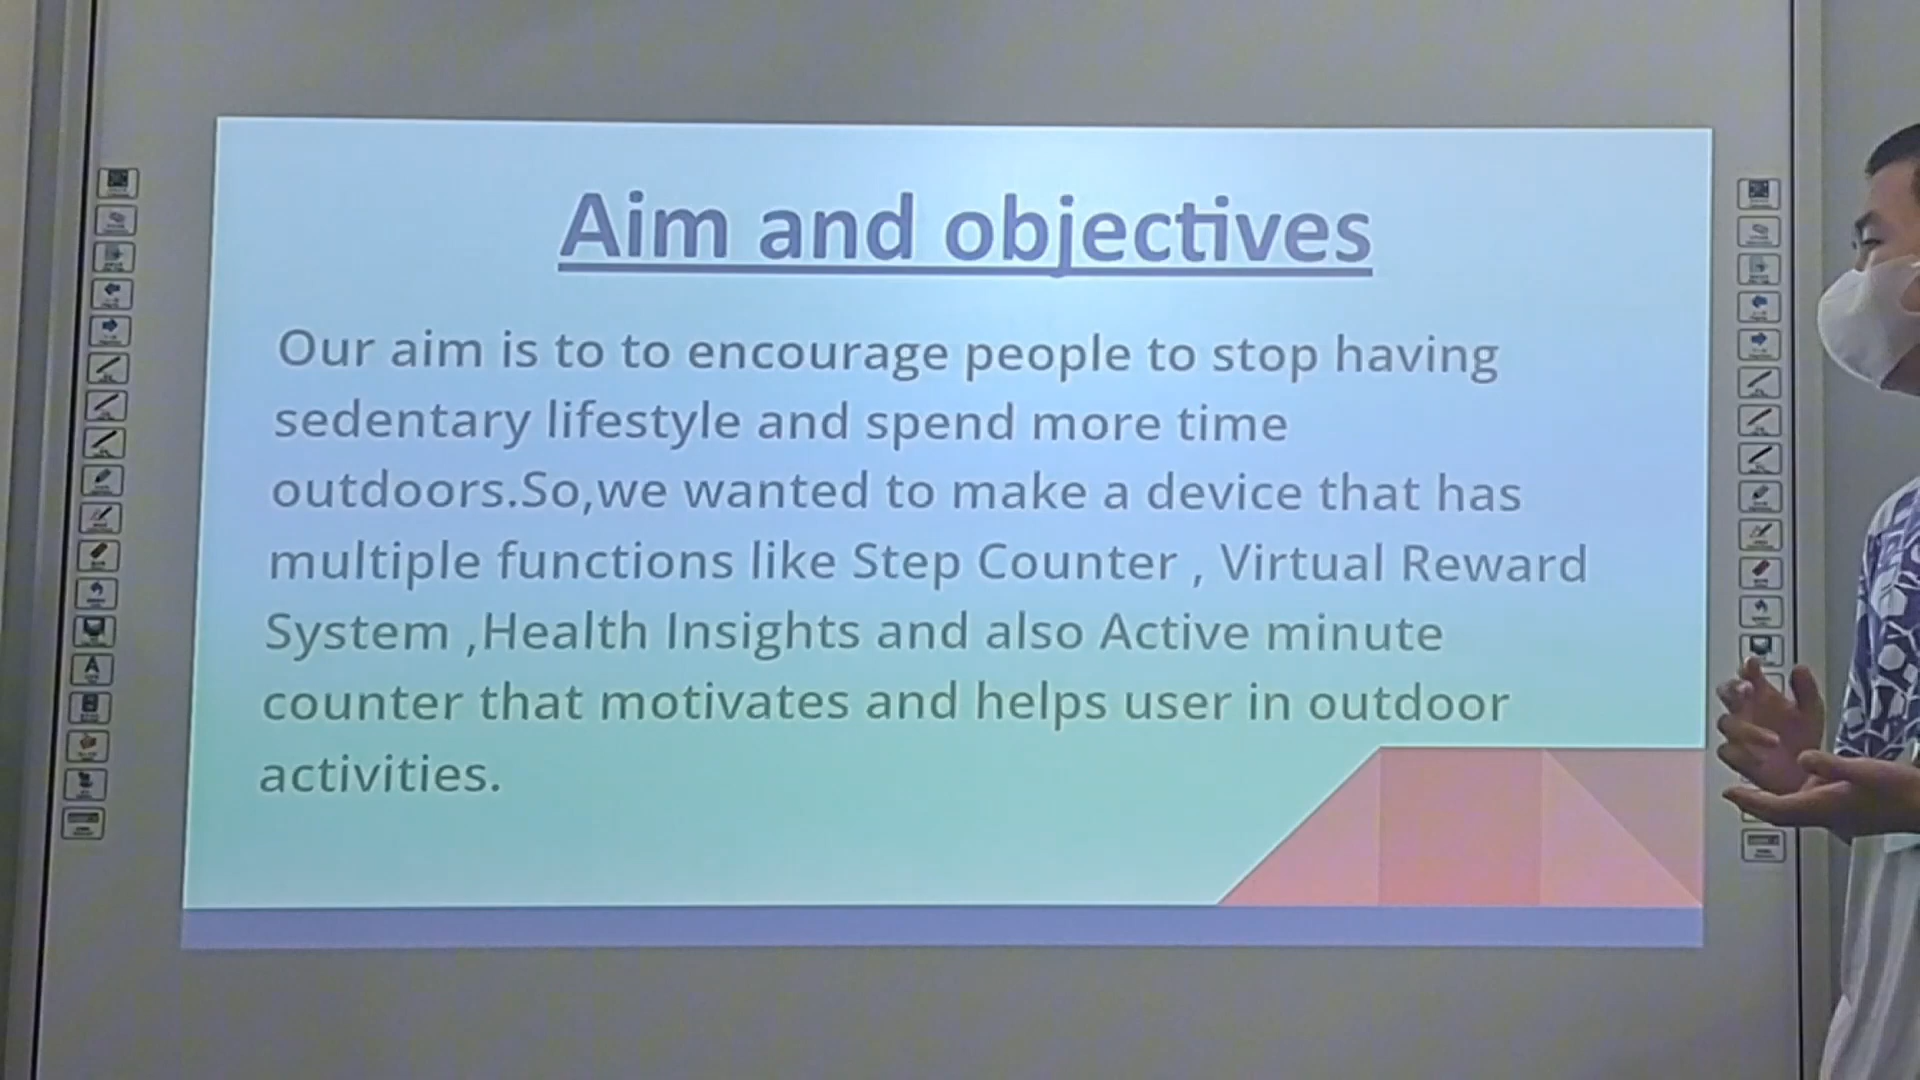 Aim and objectives
Our aim is to to encourage people to stop having
sedentary lifestyle and spend more time
outdoors.So,we wanted to make a device that has
multiple functions like Step Counter , Virtual Reward
System ,Health Insights and also Active minute
counter that motivates and helps user in outdoor
activities.